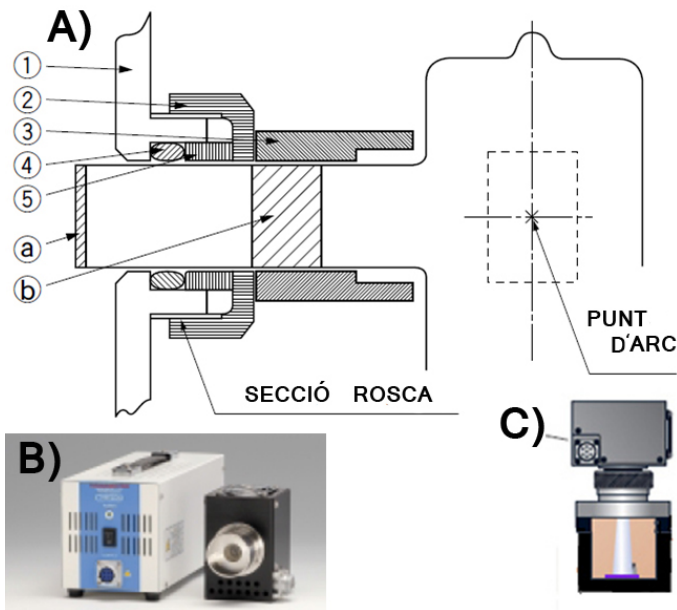 A)
①
②
③
④
⑤
ⓐ
ⓑ
PUNT
D'ARC
SECCIÓ ROSCA
B)
C)